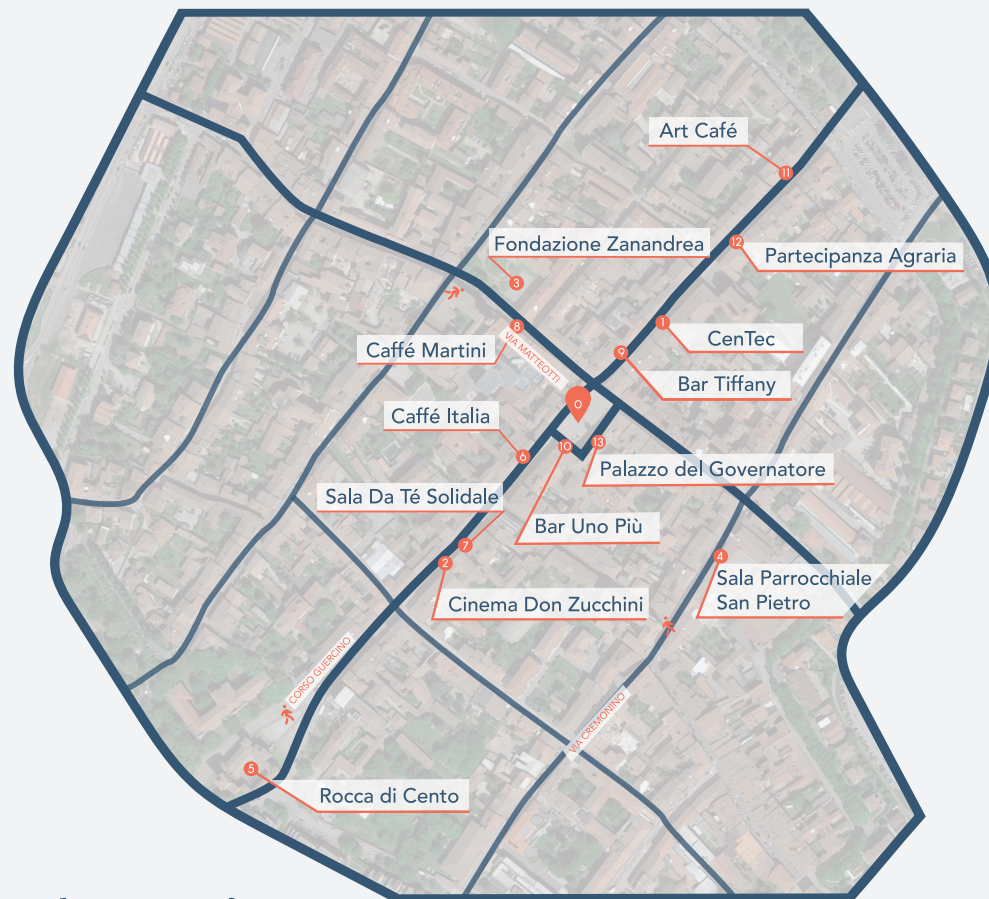 Art Café
11
12
Fondazione Zanandrea
Partecipanza Agraria
3
1
8
CenTec
VIA MATTEOTTI
Caffé Martini
9
Bar Tiffany
0
Caffé Italia
10
13
6
Palazzo del Governatore
Sala Da Té Solidale
Bar Uno Più
7
4
2
Sala Parrocchiale
San Pietro
Cinema Don Zucchini
CORSO GUERCINO
VIA CREMONINO
5
Rocca di Cento